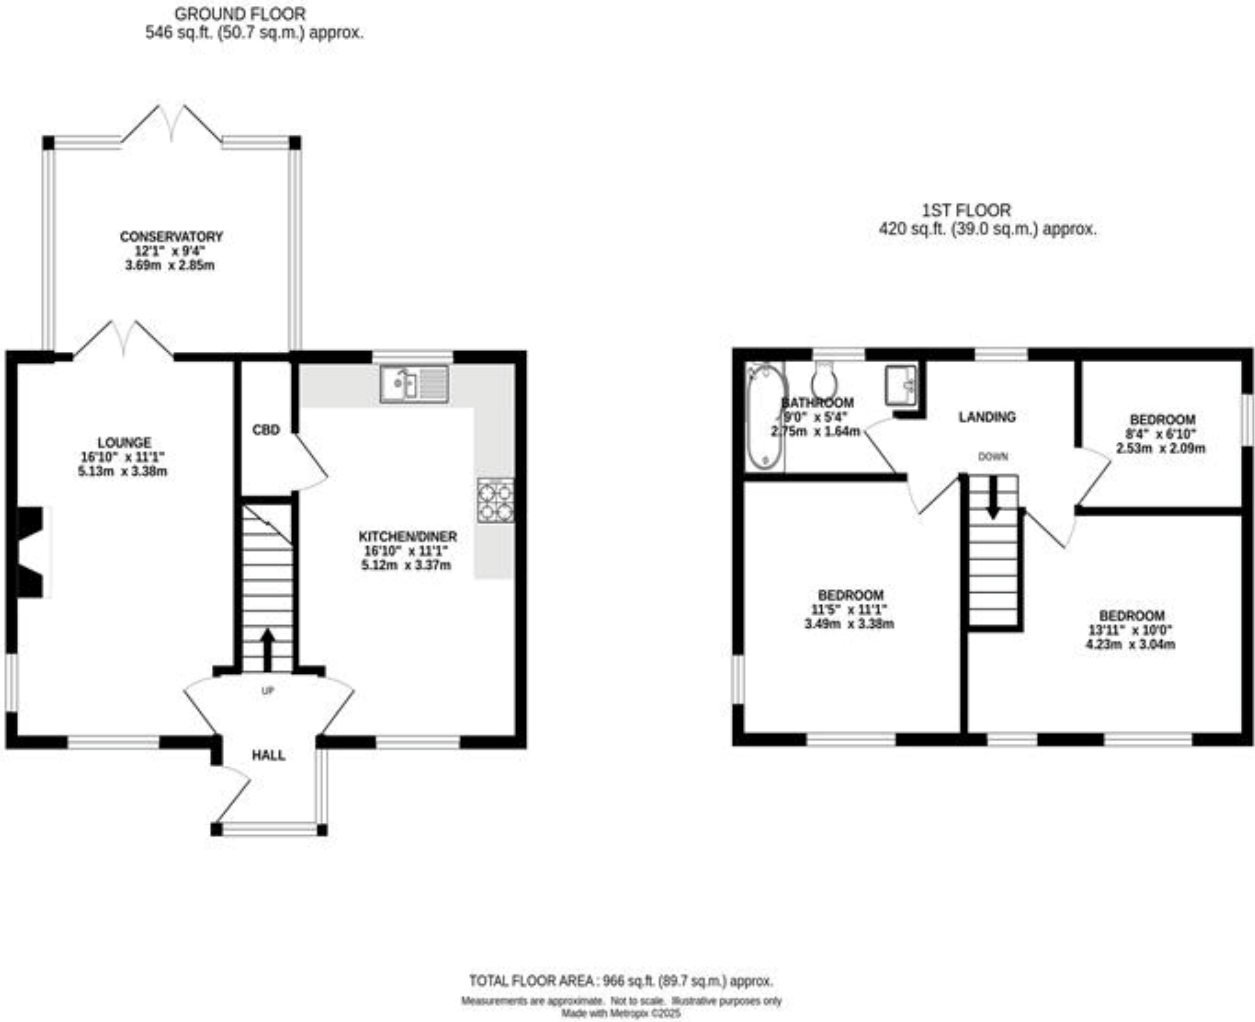 GROUND FLOOR
546 sq.ft. (50.7 sq.m.) approx.
CONSERVATORY
12'1" x 9'4"
3.69m x 2.85m
LOUNGE
16'10" x 11'1"
5.13m x 3.38m
CBD
KITCHEN/DINER
16'10" x 11'1"
5.12m x 3.37m
UP
HALL
1ST FLOOR
420 sq.ft. (39.0 sq.m.) approx.
BATHROOM
9'0" x 5'4"
2.75m x 1.64m
LANDING
DOWN
BEDROOM
8'4" x 6'10"
2.53m x 2.09m
BEDROOM
11'5" x 11'1"
3.49m x 3.38m
BEDROOM
13'11" x 10'0"
4.23m x 3.04m
TOTAL FLOOR AREA : 966 sq.ft. (89.7 sq.m.) approx.
Measurements are approximate. Not to scale. Illustrative purposes only
Made with Metropix ©2025